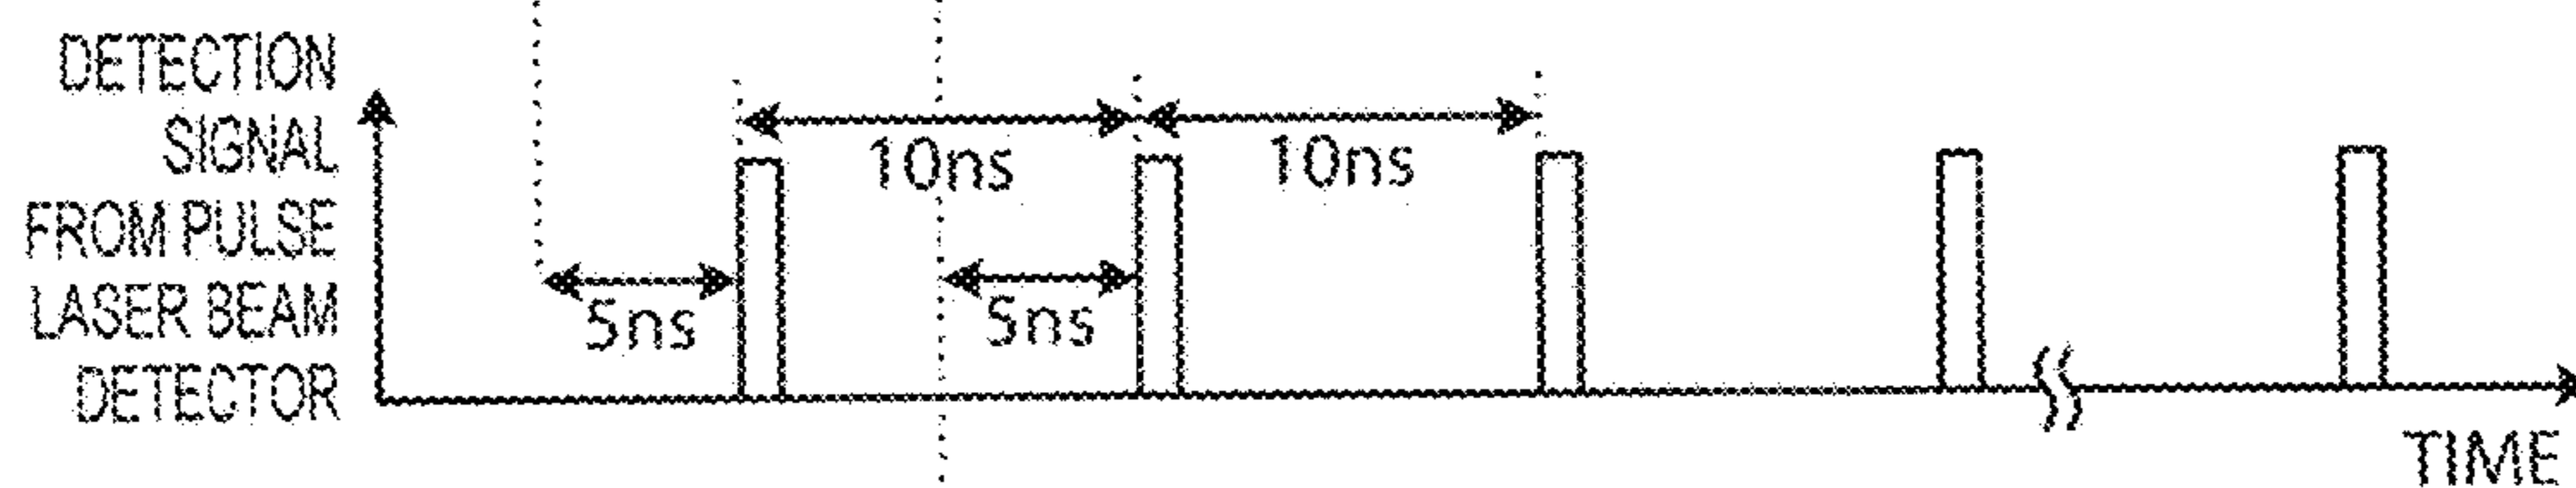 DETECTION
SIGNAL
FROM PULSE
LASER BEAM
DETECTOR
10ns
10ns
5ns
5ns
TIME